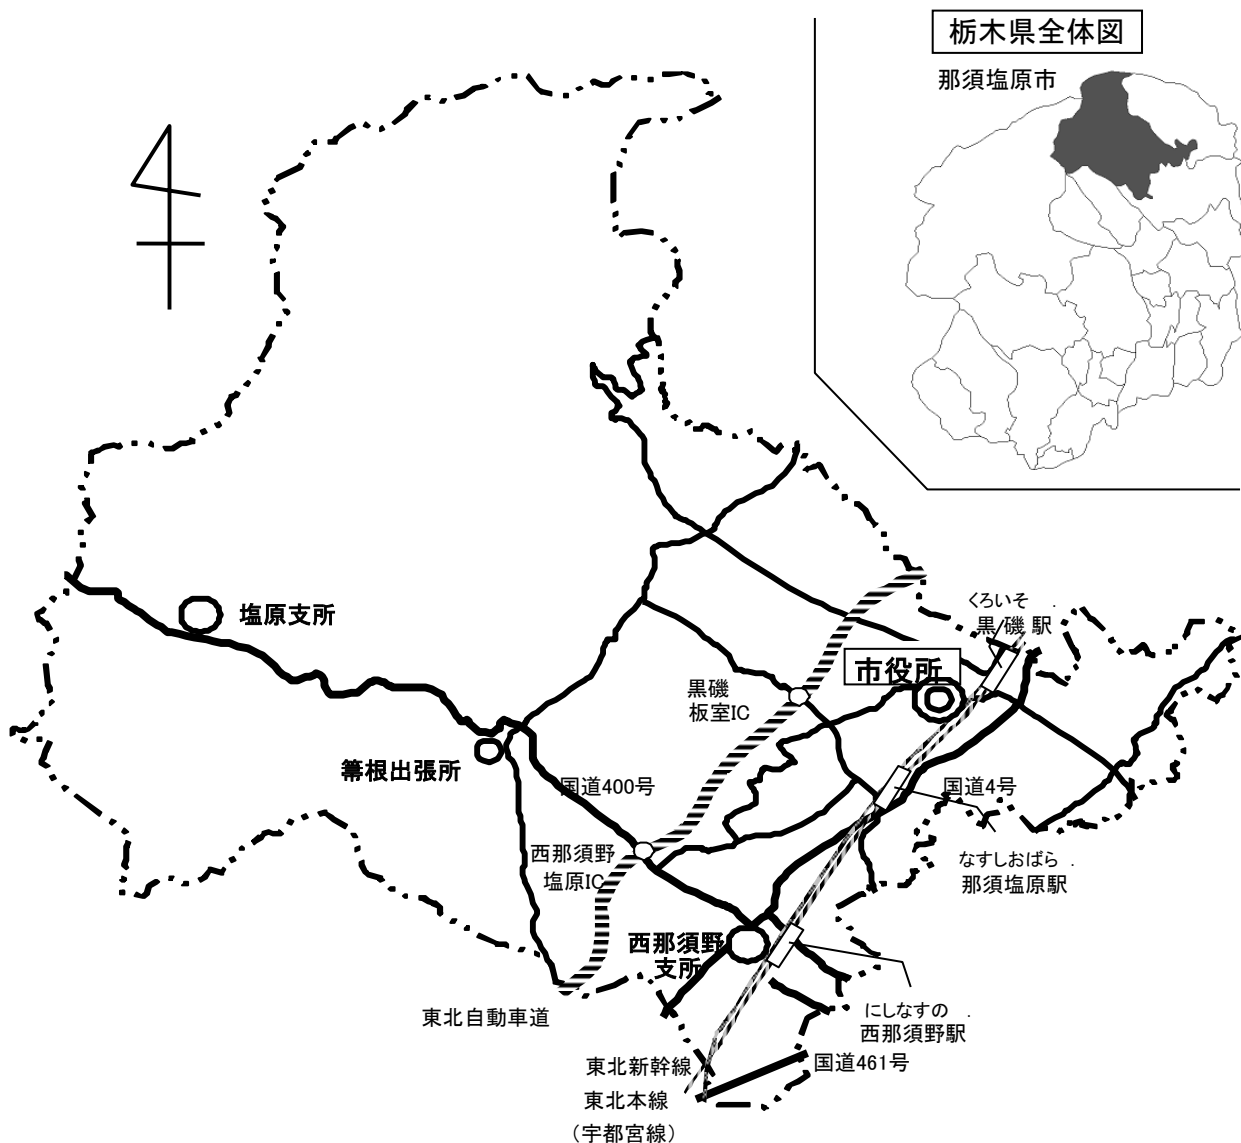 栃木県全体図
那須塩原市
塩原支所
くろいそ
黒磯駅
市役所
黒磯
板室IC
箒根出張所
国道400号
国道4号
西那須野
塩原IC
なすしおばら
那須塩原駅
西那須野
支所
にしなすの
西那須野駅
東北自動車道
東北新幹線
国道461号
東北本線
（宇都宮線）